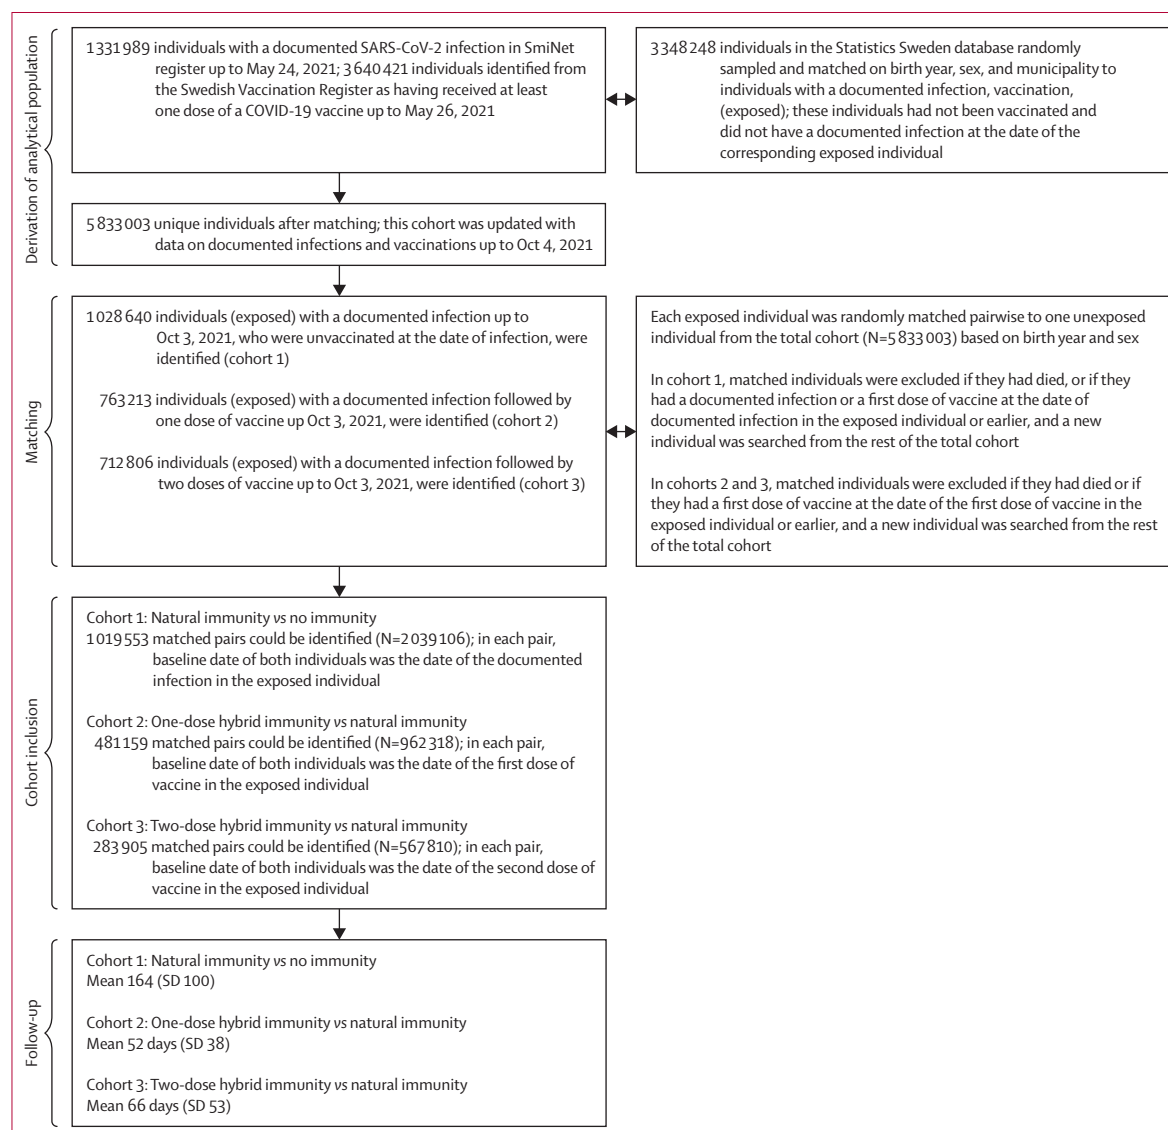 Derivation of analytical population
1 331 989 individuals with a documented SARS-CoV-2 infection in SmiNet
register up to May 24, 2021; 3 640 421 individuals identified from
the Swedish Vaccination Register as having received at least
one dose of a COVID-19 vaccine up to May 26, 2021
3 348 248 individuals in the Statistics Sweden database randomly
sampled and matched on birth year, sex, and municipality to
individuals with a documented infection, vaccination,
(exposed); these individuals had not been vaccinated and
did not have a documented infection at the date of the
corresponding exposed individual
5 833 003 unique individuals after matching; this cohort was updated with
data on documented infections and vaccinations up to Oct 4, 2021
Matching
1 028 640 individuals (exposed) with a documented infection up to
Oct 3, 2021, who were unvaccinated at the date of infection, were
identified (cohort 1)
763 213 individuals (exposed) with a documented infection followed by
one dose of vaccine up Oct 3, 2021, were identified (cohort 2)
712 806 individuals (exposed) with a documented infection followed by
two doses of vaccine up to Oct 3, 2021, were identified (cohort 3)
Each exposed individual was randomly matched pairwise to one unexposed
individual from the total cohort (N=5 833 003) based on birth year and sex
In cohort 1, matched individuals were excluded if they had died, or if they
had a documented infection or a first dose of vaccine at the date of
documented infection in the exposed individual or earlier, and a new
individual was searched from the rest of the total cohort
In cohorts 2 and 3, matched individuals were excluded if they had died or if
they had a first dose of vaccine at the date of the first dose of vaccine in the
exposed individual or earlier, and a new individual was searched from the rest
of the total cohort
Cohort inclusion
Cohort 1: Natural immunity vs no immunity
1 019 553 matched pairs could be identified (N=2 039 106); in each pair,
baseline date of both individuals was the date of the documented
infection in the exposed individual
Cohort 2: One-dose hybrid immunity vs natural immunity
481 159 matched pairs could be identified (N=962 318); in each pair,
baseline date of both individuals was the date of the first dose of
vaccine in the exposed individual
Cohort 3: Two-dose hybrid immunity vs natural immunity
283 905 matched pairs could be identified (N=567 810); in each pair,
baseline date of both individuals was the date of the second dose of
vaccine in the exposed individual
Follow-up
Cohort 1: Natural immunity vs no immunity
Mean 164 (SD 100)
Cohort 2: One-dose hybrid immunity vs natural immunity
Mean 52 days (SD 38)
Cohort 3: Two-dose hybrid immunity vs natural immunity
Mean 66 days (SD 53)